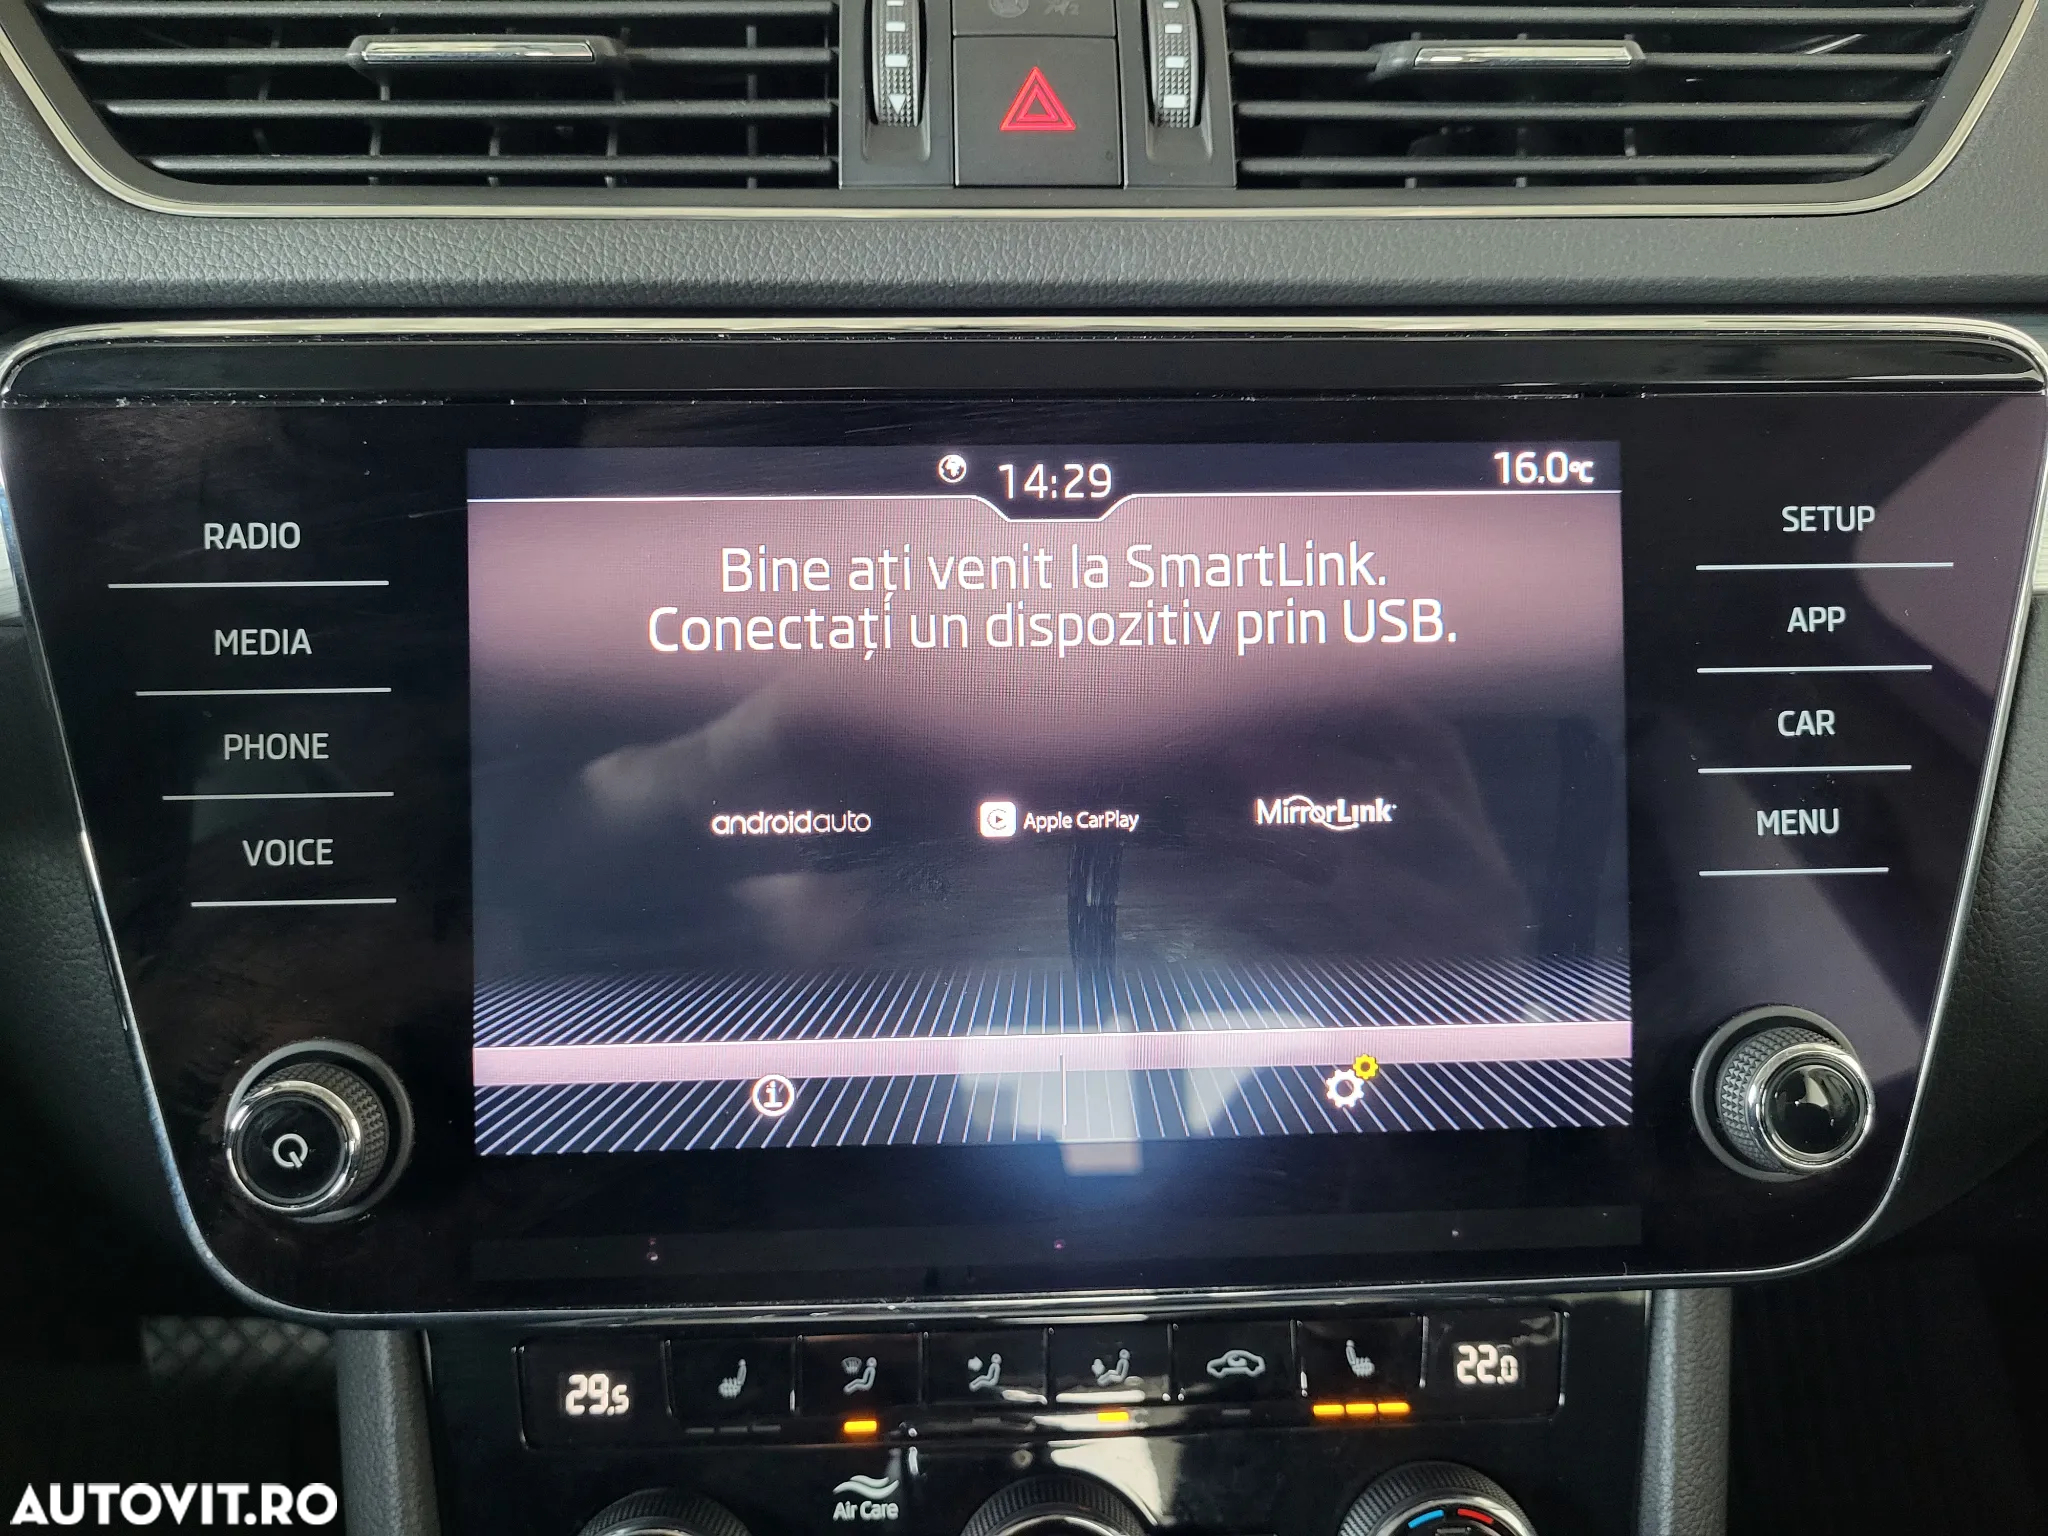 14:29
16.0°C
RADIO
MEDIA
PHONE
VOICE
Bine ați venit la SmartLink.
Conectați un dispozitiv prin USB.
androidauto
Apple CarPlay
MirrorLink
SETUP
APP
CAR
MENU
29.5
22.0
Air Care
AUTOVIT.RO